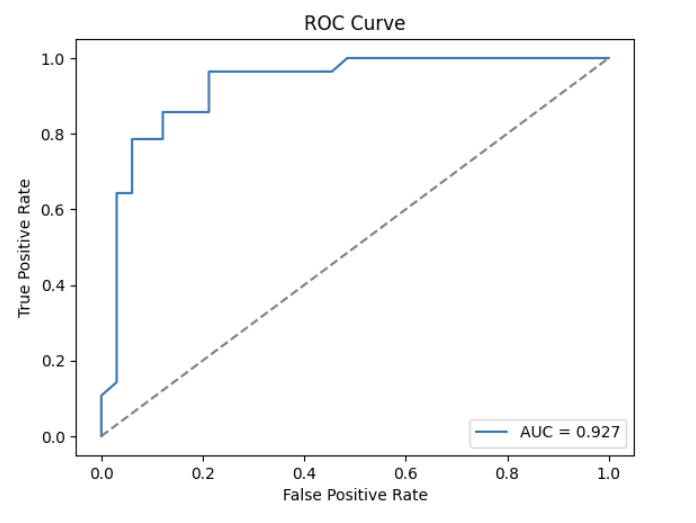 ROC Curve
1.0
0.8
0.6
0.4
0.2
0.0
True Positive Rate
AUC = 0.927
0.0 0.2 0.4 0.6 0.8 1.0
False Positive Rate